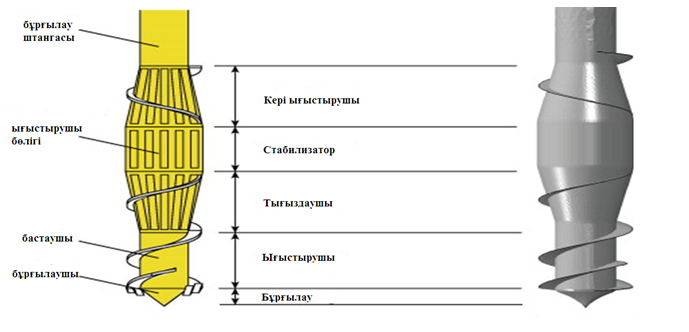 бұрғылау
штангасы
ығыстырушы
бөлігі
бастаушы
бұрғылаушы
Кері ығыстырушы
Стабилизатор
Тығыздаушы
Ығыстырушы
Бұрғылау